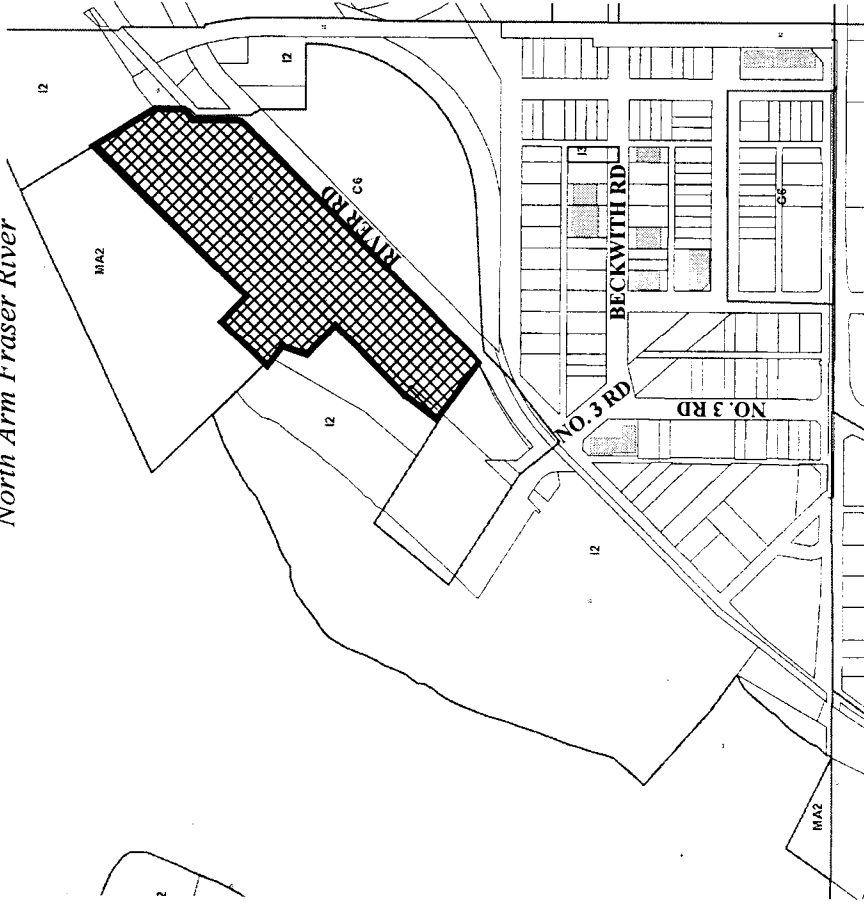 North Arm Fraser River
I2
I2
MA2
RIVER RD
C6
I3
BECKWITH RD
C6
I2
NO. 3 RD
NO. 3 RD
I2
MA2